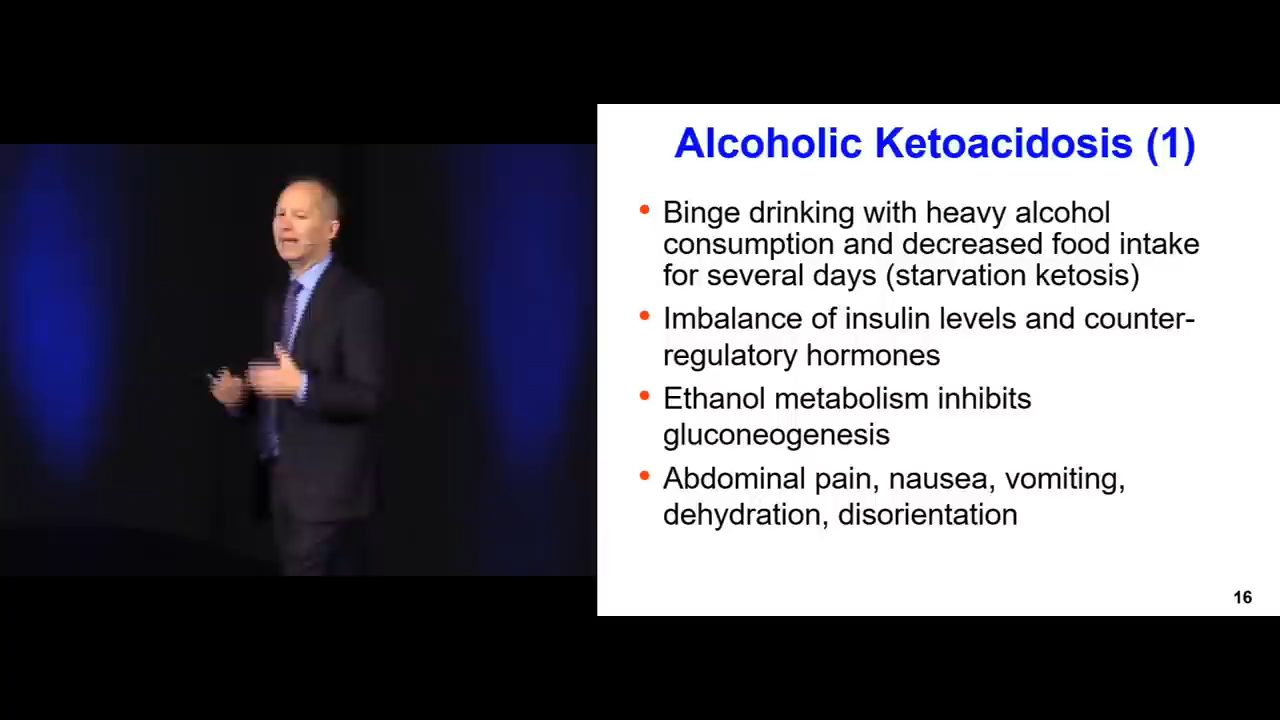 Alcoholic Ketoacidosis (1)
• Binge drinking with heavy alcohol
consumption and decreased food intake
for several days (starvation ketosis)
• Imbalance of insulin levels and counter-
regulatory hormones
• Ethanol metabolism inhibits
gluconeogenesis
• Abdominal pain, nausea, vomiting,
dehydration, disorientation
16